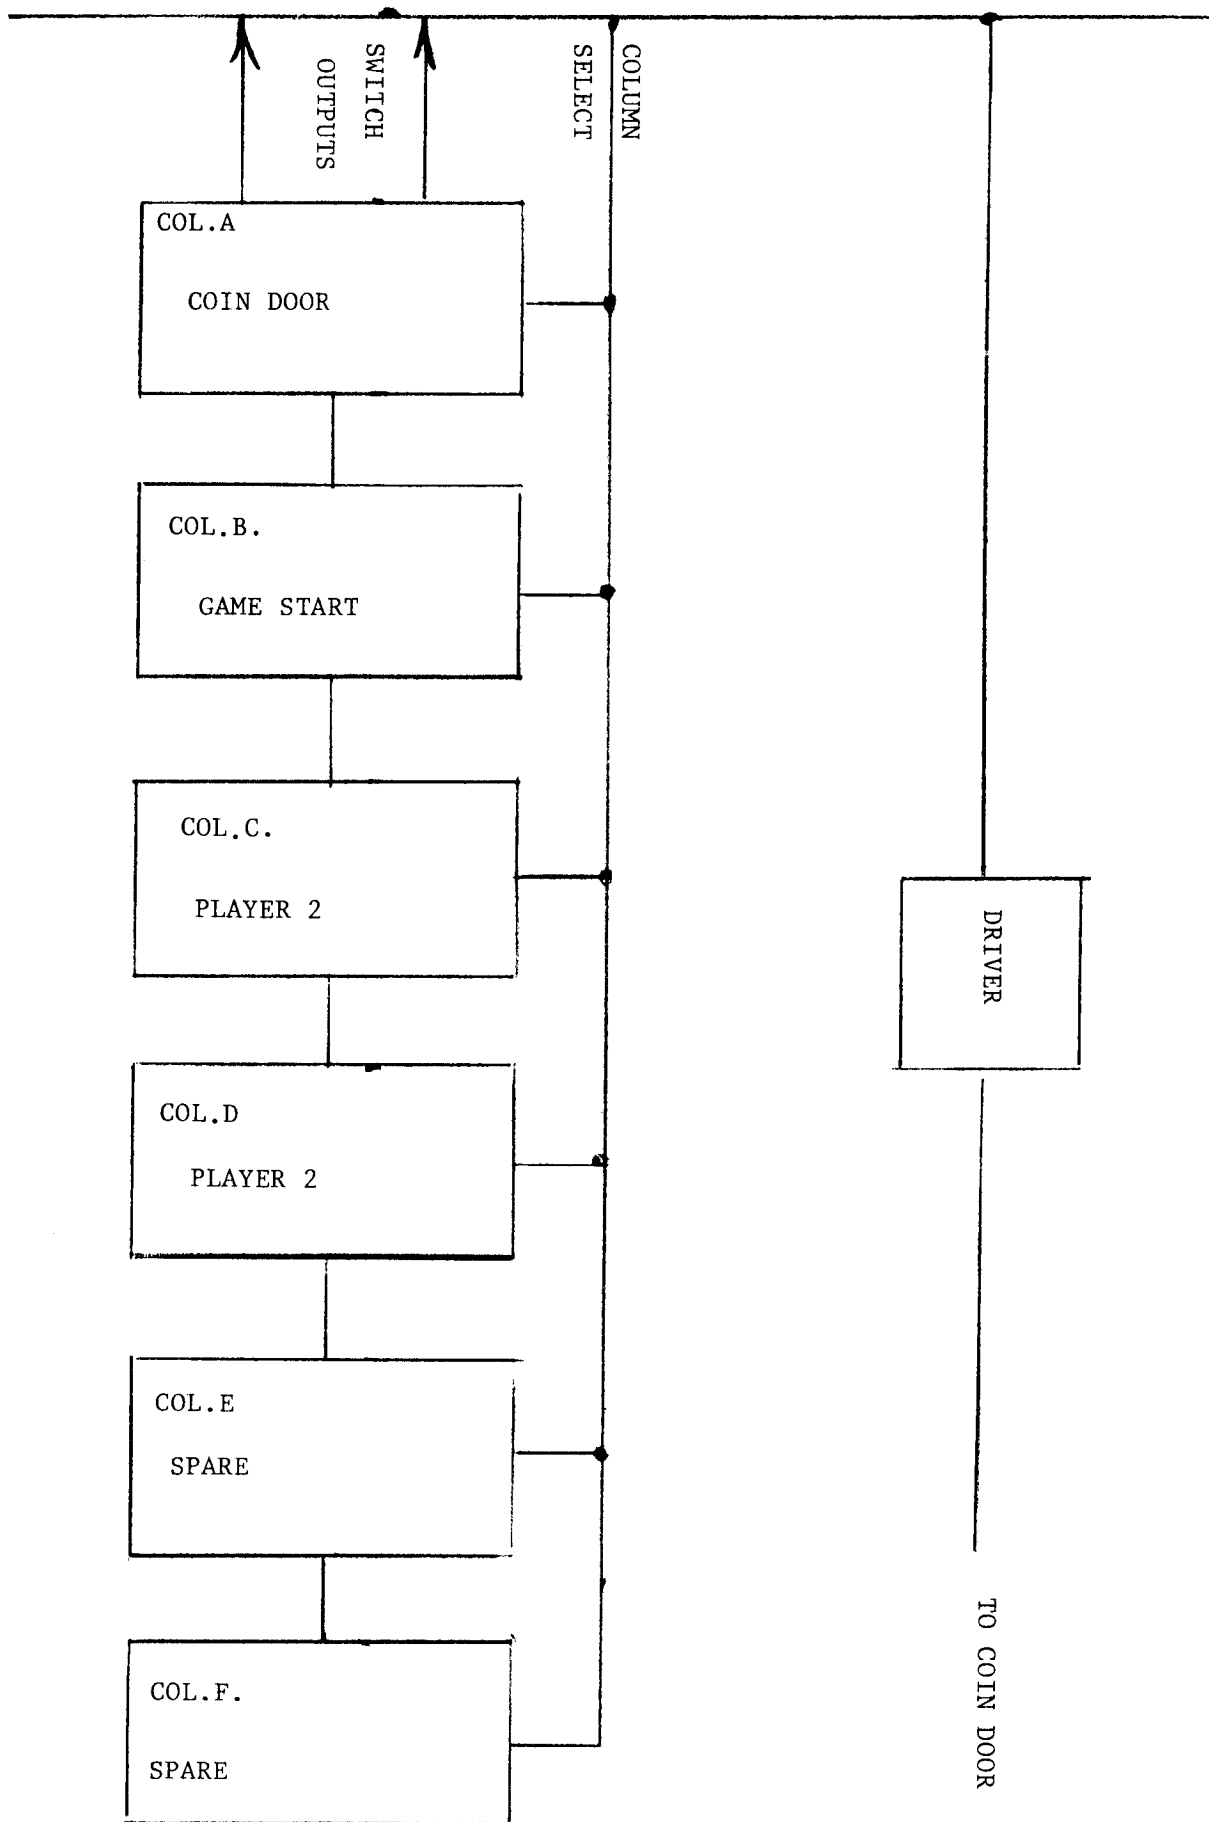 SWITCH
OUTPUTS
COLUMN
SELECT
COL.A
COIN DOOR
COL.B.
GAME START
COL.C.
PLAYER 2
COL.D
PLAYER 2
COL.E
SPARE
COL.F.
SPARE
DRIVER
TO COIN DOOR